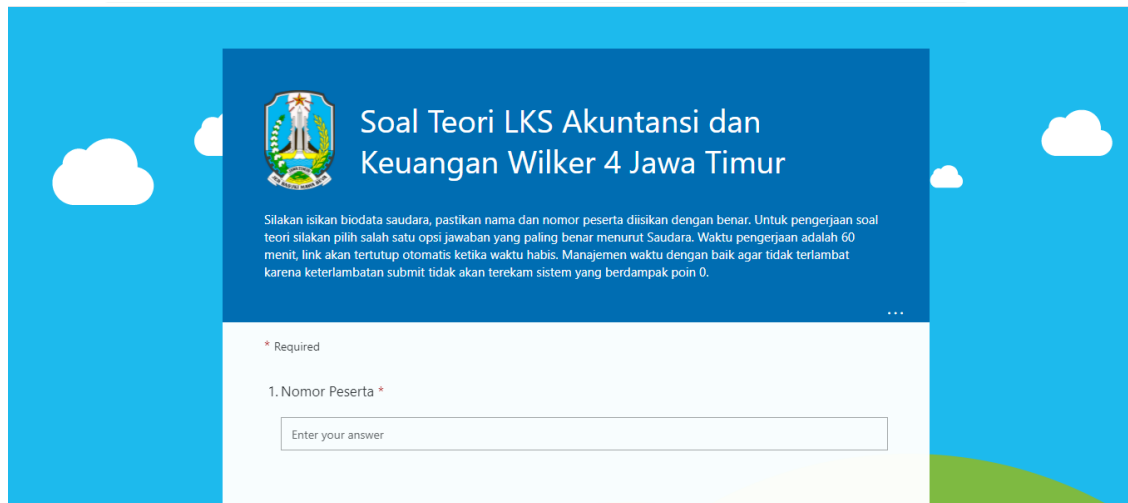 Soal Teori LKS Akuntansi dan
Keuangan Wilker 4 Jawa Timur
Silakan isikan biodata saudara, pastikan nama dan nomor peserta diisikan dengan benar. Untuk pengerjaan soal
teori silakan pilih salah satu opsi jawaban yang paling benar menurut Saudara. Waktu pengerjaan adalah 60
menit, link akan tertutup otomatis ketika waktu habis. Manajemen waktu dengan baik agar tidak terlambat
karena keterlambatan submit tidak akan terekam sistem yang berdampak poin 0.
...
* Required
1. Nomor Peserta *
Enter your answer